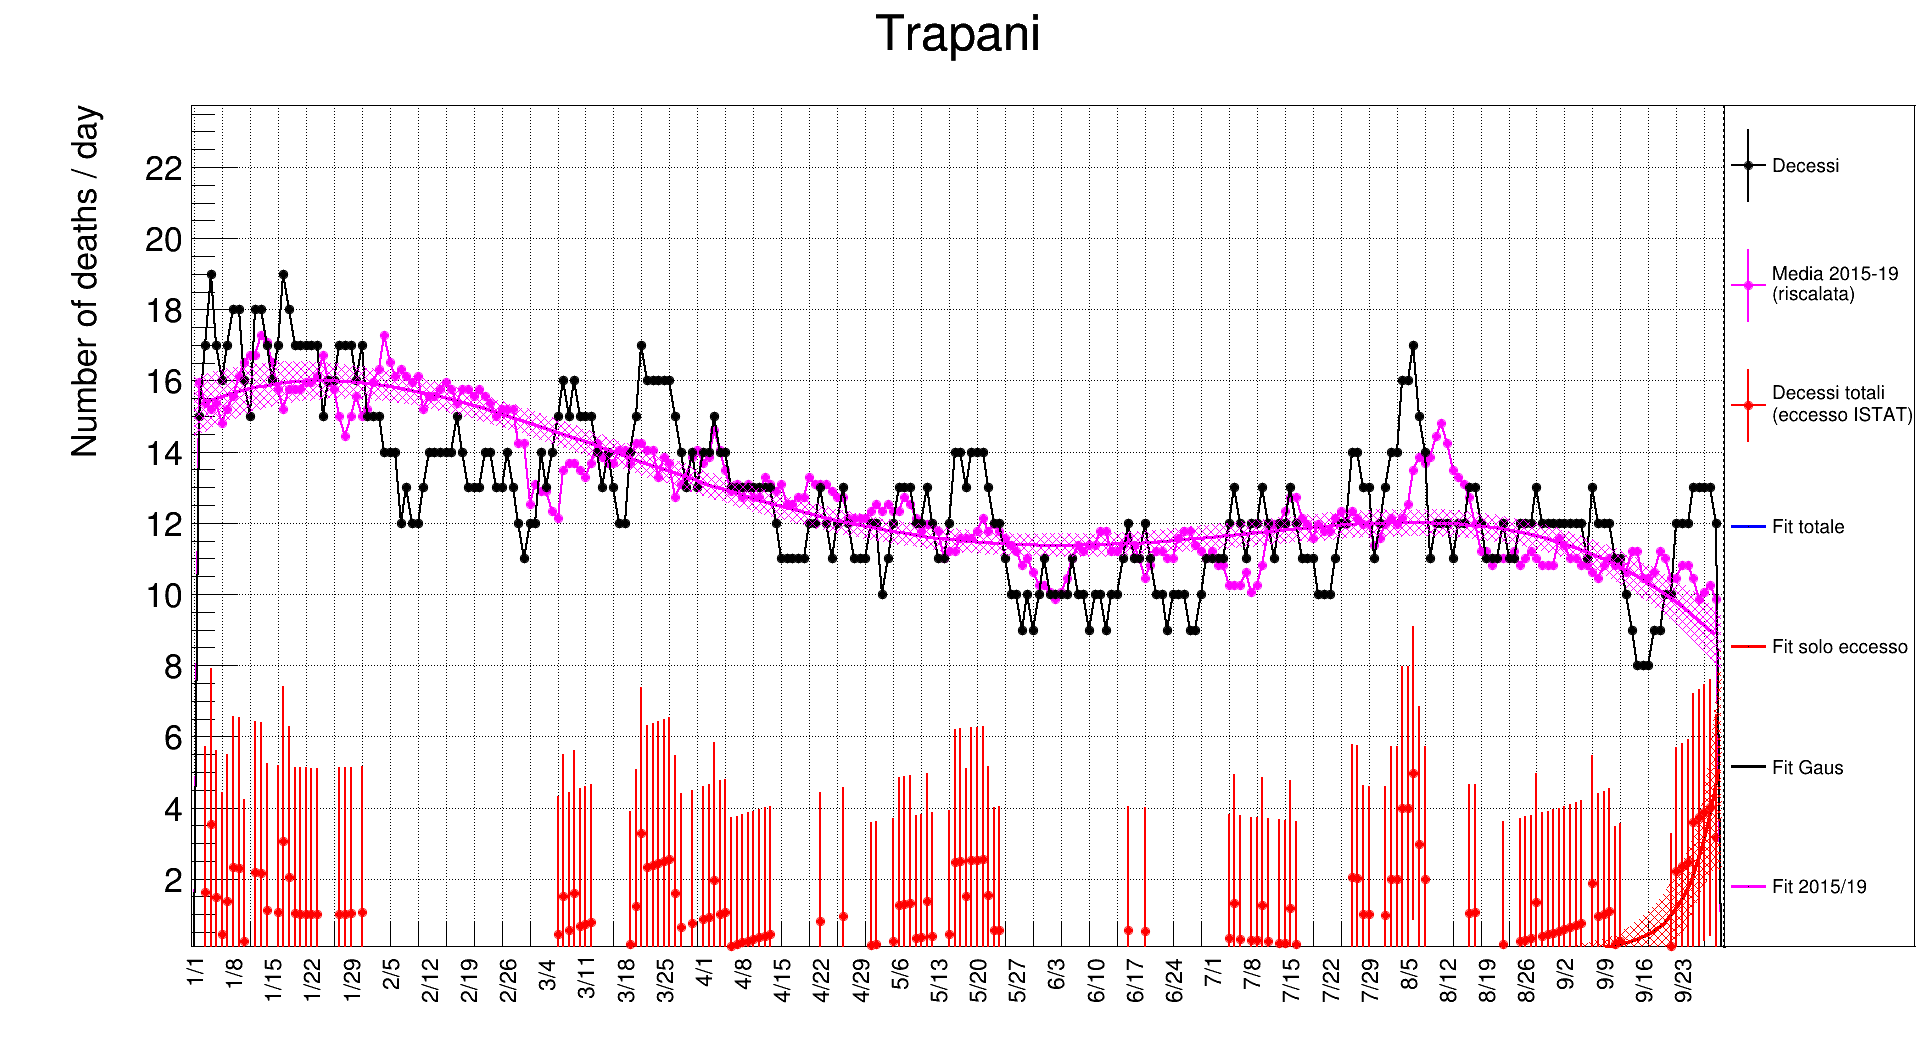 Trapani
Number of deaths / day
22
20
18
16
14
12
10
8
6
4
2
1/1 1/8 1/15 1/22 1/29 2/5 2/12 2/19 2/26 3/4 3/11 3/18 3/25 4/1 4/8 4/15 4/22 4/29 5/6 5/13 5/20 5/27 6/3 6/10 6/17 6/24 7/1 7/8 7/15 7/22 7/29 8/5 8/12 8/19 8/26 9/2 9/9 9/16 9/23
Decessi
Media 2015-19
(riscalata)
Decessi totali
(eccesso ISTAT)
Fit totale
Fit solo eccesso
Fit Gaus
Fit 2015/19